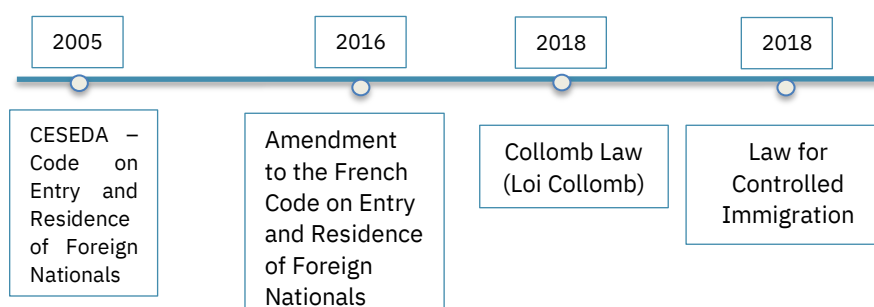 2005
2016
2018
2018
CESEDA –
Code on
Entry and
Residence
of Foreign
Nationals
Amendment
to the French
Code on Entry
and Residence
of Foreign
Nationals
Collomb Law
(Loi Collomb)
Law for
Controlled
Immigration